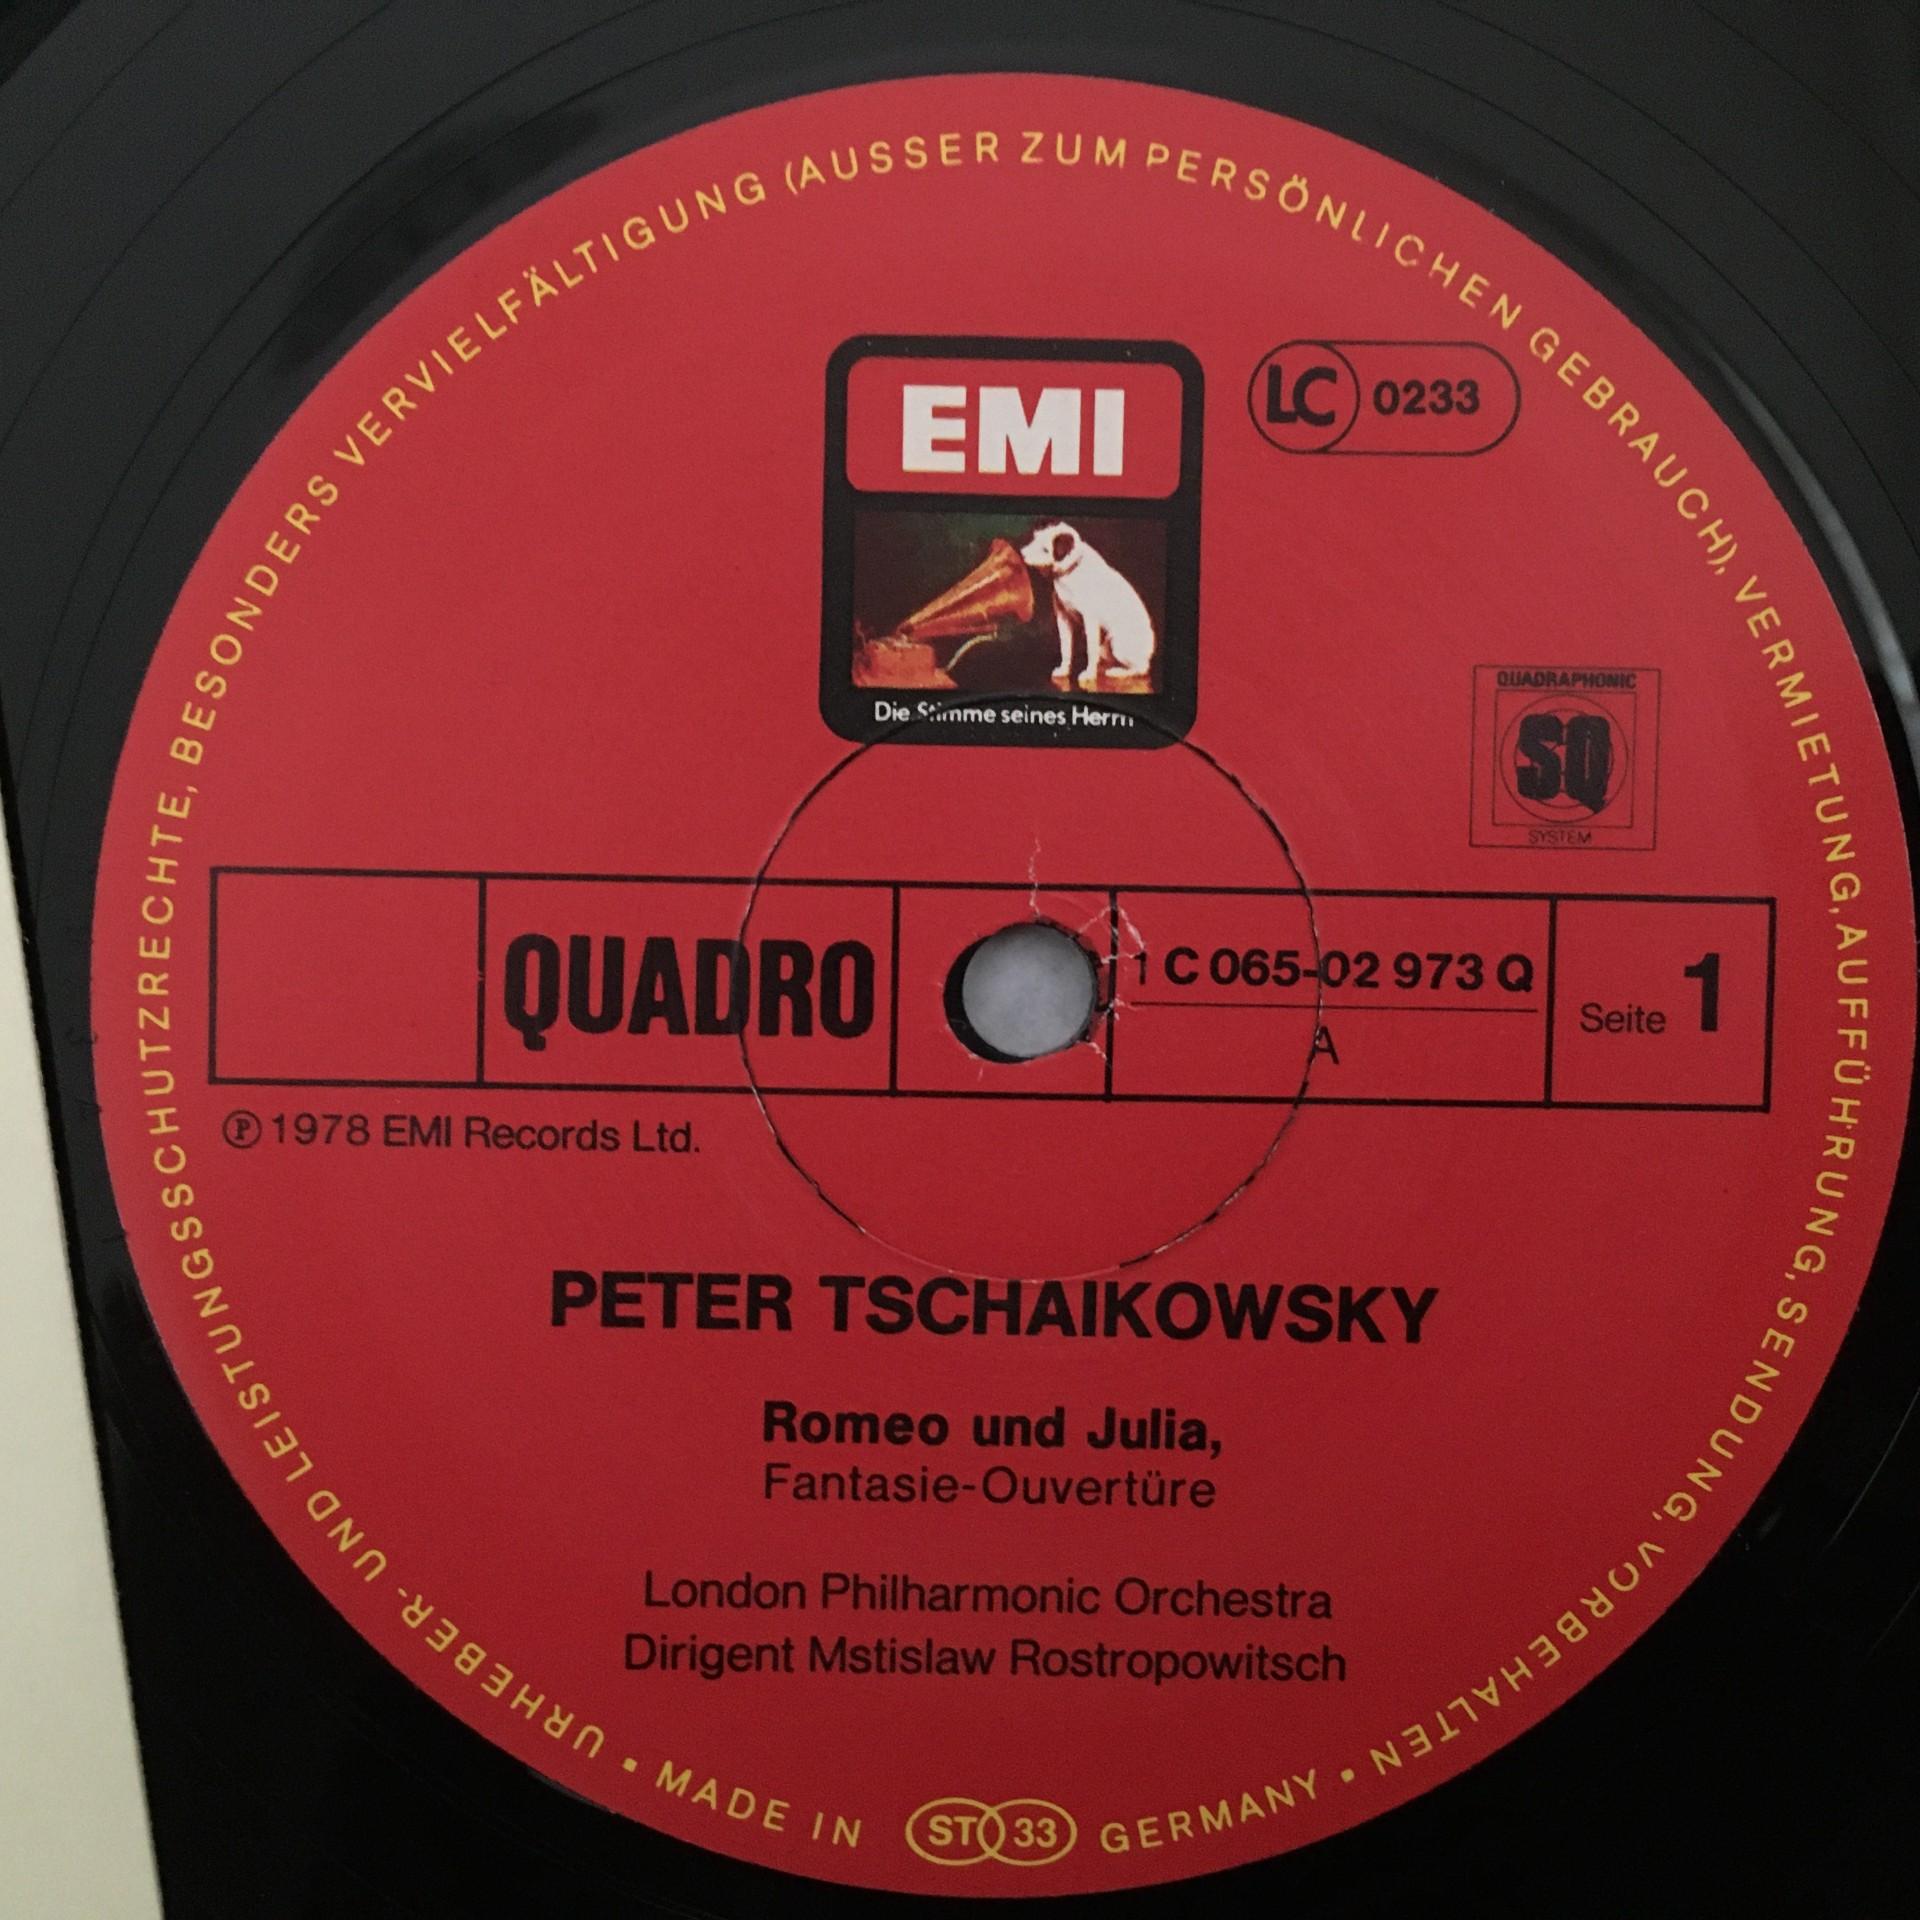 URHEBER- UND LEISTUNGSSCHUTZRECHTE, BESONDERS VERVIELFÄLTIGUNG (AUSSER ZUM PERSÖNLICHEN GEBRAUCH), VERMIETUNG, AUFFÜHRUNG, SENDUNG, VORBEHALTEN
EMI
LC 0233
Die Stimme seines Herrn
QUADRAPHONIC
SQ
SYSTEM
QUADRO
1 C 065-02 973 Q
A
Seite 1
℗ 1978 EMI Records Ltd.
PETER TSCHAIKOWSKY
Romeo und Julia,
Fantasie-Ouvertüre
London Philharmonic Orchestra
Dirigent Mstislaw Rostropowitsch
• MADE IN ST 33 GERMANY •